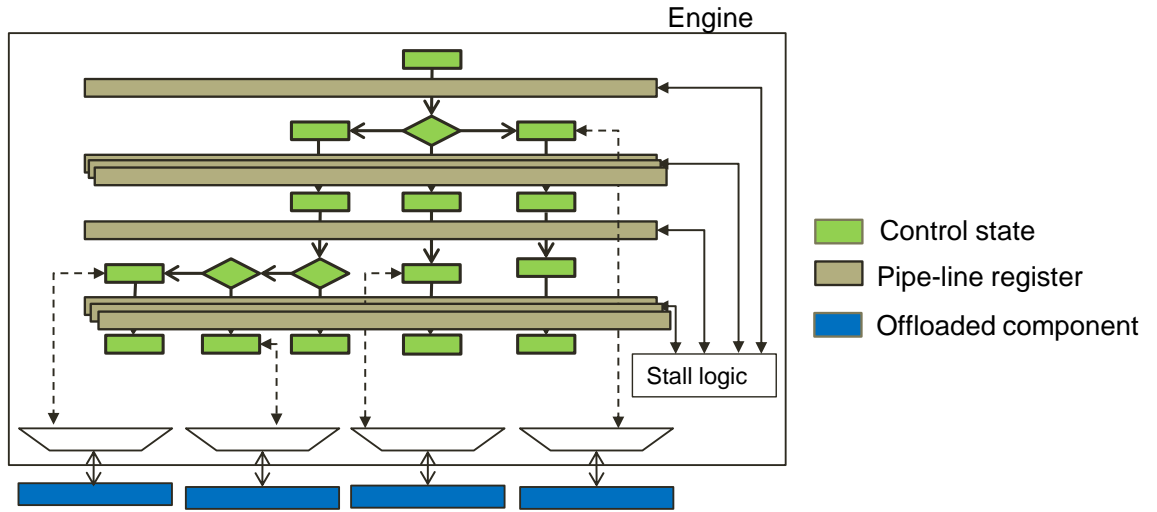 Engine
Control state
Pipe-line register
Offloaded component
Stall logic